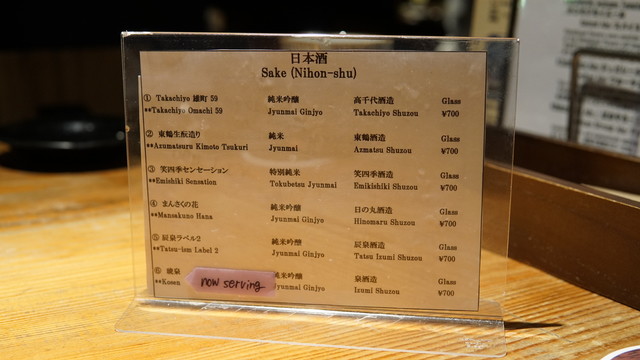 日本酒
Sake (Nihon-shu)
① Takachiyo 雄町 59 純米吟醸 高千代酒造 Glass
**Takachiyo Omachi 59 Jyunmai Ginjyo Takachiyo Shuzou ¥700
② 東鶴生酛造り 純米 東鶴酒造 Glass
**Azumatsuru Kimoto Tsukuri Jyunmai Azmatsu Shuzou ¥700
③ 笑四季センセーション 特別純米 笑四季酒造 Glass
**Emishiki Sensation Tokubetsu Jyunmai Emikishiki Shuzou ¥700
④ まんさくの花 純米吟醸 日の丸酒造 Glass
**Mansakuno Hana Jyunmai Ginjyo Hinomaru Shuzou ¥700
⑤ 辰泉ラベル2 純米吟醸 辰泉酒造 Glass
**Tatsu-ism Label 2 Jyunmai Ginjyo Tatsu Izumi Shuzou ¥700
⑥ 鹿泉 純米吟醸 泉酒造 Glass
**Kosen now serving Jyunmai Ginjyo Izumi Shuzou ¥700